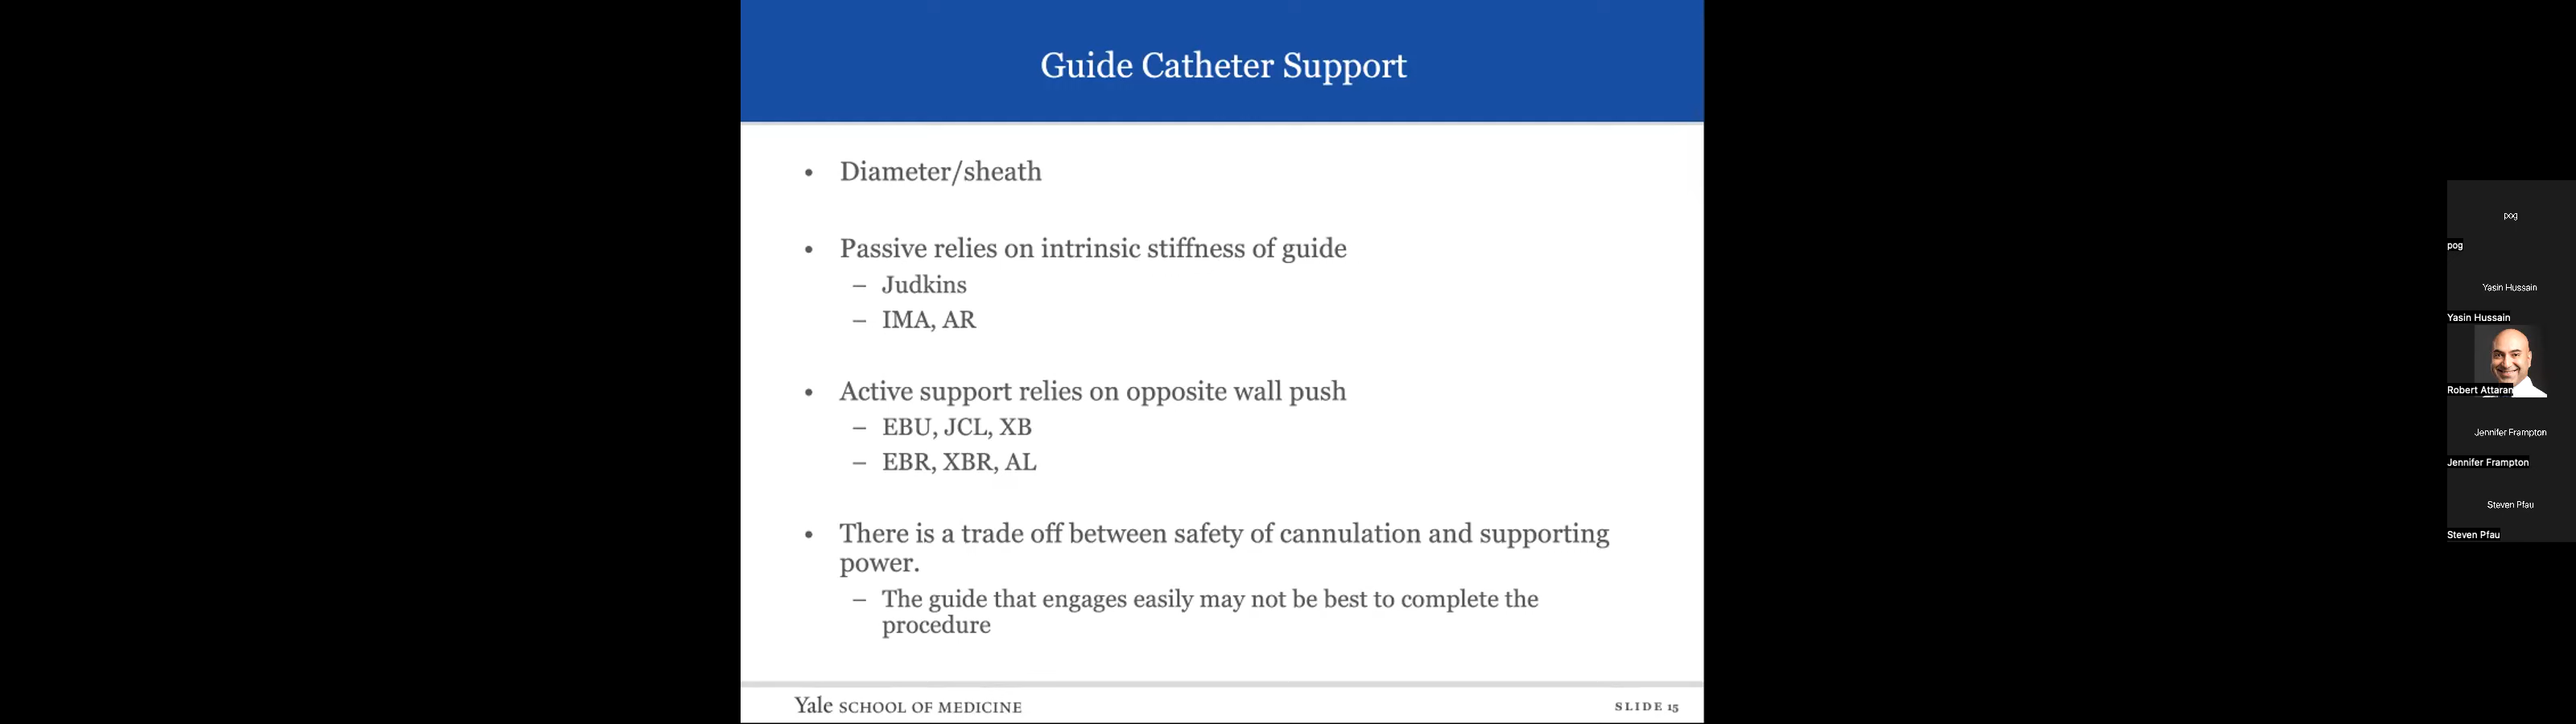 Guide Catheter Support
• Diameter/sheath
• Passive relies on intrinsic stiffness of guide
– Judkins
– IMA, AR
• Active support relies on opposite wall push
– EBU, JCL, XB
– EBR, XBR, AL
• There is a trade off between safety of cannulation and supporting
power.
– The guide that engages easily may not be best to complete the
procedure
Yale SCHOOL OF MEDICINE
SLIDE 15
pog
pog
Yasin Hussain
Yasin Hussain
Robert Attaran
Jennifer Frampton
Jennifer Frampton
Steven Pfau
Steven Pfau